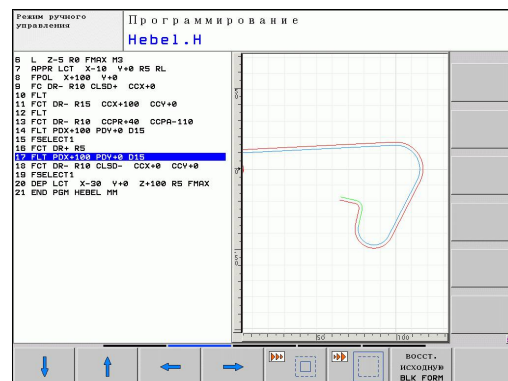 Режим ручного
управления
Программирование
Hebel.H
6 L Z-5 R0 FMAX M3
7 APPR LCT X-10 Y+0 R5 RL
8 FPOL X+100 Y+0
9 FC DR- R10 CLSD+ CCX+0
10 FLT
11 FCT DR- R15 CCX+100 CCY+0
12 FLT
13 FCT DR- R10 CCPR+40 CCPA-110
14 FLT PDX+100 PDY+0 D15
15 FSELECT1
16 FCT DR+ R5
17 FLT PDX+100 PDY+0 D15
18 FCT DR- R10 CLSD- CCX+0 CCY+0
19 FSELECT1
20 DEP LCT X-30 Y+0 Z+100 R5 FMAX
21 END PGM HEBEL MM
50
0
-50
50
100
ВОССТ.
ИСХОДНУЮ
BLK FORM